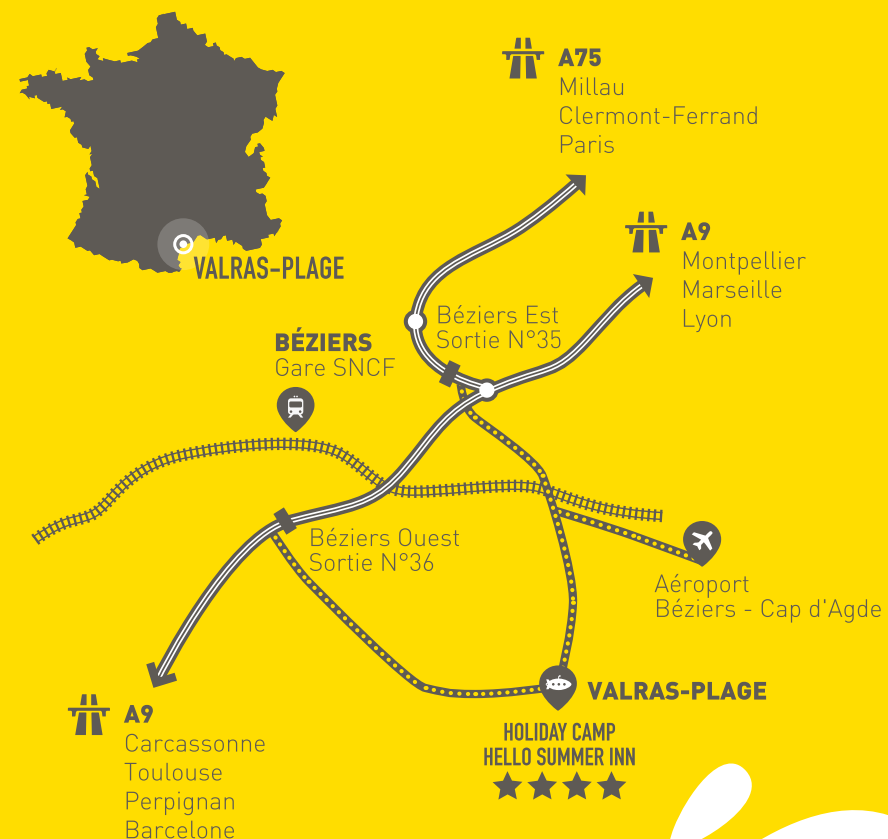 A75
Millau
Clermont-Ferrand
Paris
A9
Montpellier
Marseille
Lyon
VALRAS-PLAGE
Béziers Est
Sortie N°35
BÉZIERS
Gare SNCF
Béziers Ouest
Sortie N°36
Aéroport
Béziers - Cap d'Agde
VALRAS-PLAGE
HOLIDAY CAMP
HELLO SUMMER INN
A9
Carcassonne
Toulouse
Perpignan
Barcelone